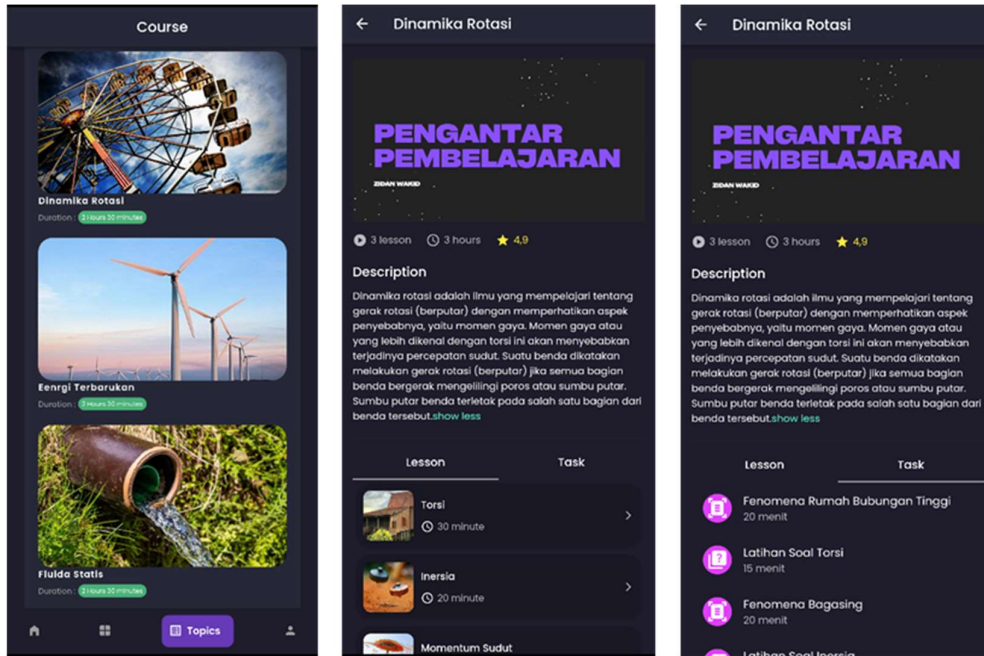 Course
Dinamika Rotasi
Duration : 2 Hours 30 minutes
Eenrgi Terbarukan
Duration : 2 Hours 30 minutes
Fluida Statis
Duration : 2 Hours 30 minutes
Topics
Dinamika Rotasi
PENGANTAR
PEMBELAJARAN
ZIDAN WAKID
3 lesson 3 hours 4,9
Description
Dinamika rotasi adalah ilmu yang mempelajari tentang
gerak rotasi (berputar) dengan memperhatikan aspek
penyebabnya, yaitu momen gaya. Momen gaya atau
yang lebih dikenal dengan torsi ini akan menyebabkan
terjadinya percepatan sudut. Suatu benda dikatakan
melakukan gerak rotasi (berputar) jika semua bagian
benda bergerak mengelilingi poros atau sumbu putar.
Sumbu putar benda terletak pada salah satu bagian dari
benda tersebut.show less
Lesson Task
Torsi
30 minute
Inersia
20 minute
Momentum Sudut
Dinamika Rotasi
PENGANTAR
PEMBELAJARAN
ZIDAN WAKID
3 lesson 3 hours 4,9
Description
Dinamika rotasi adalah ilmu yang mempelajari tentang
gerak rotasi (berputar) dengan memperhatikan aspek
penyebabnya, yaitu momen gaya. Momen gaya atau
yang lebih dikenal dengan torsi ini akan menyebabkan
terjadinya percepatan sudut. Suatu benda dikatakan
melakukan gerak rotasi (berputar) jika semua bagian
benda bergerak mengelilingi poros atau sumbu putar.
Sumbu putar benda terletak pada salah satu bagian dari
benda tersebut.show less
Lesson Task
Fenomena Rumah Bubungan Tinggi
20 menit
Latihan Soal Torsi
15 menit
Fenomena Bagasing
20 menit
Latihan Soal Inersia